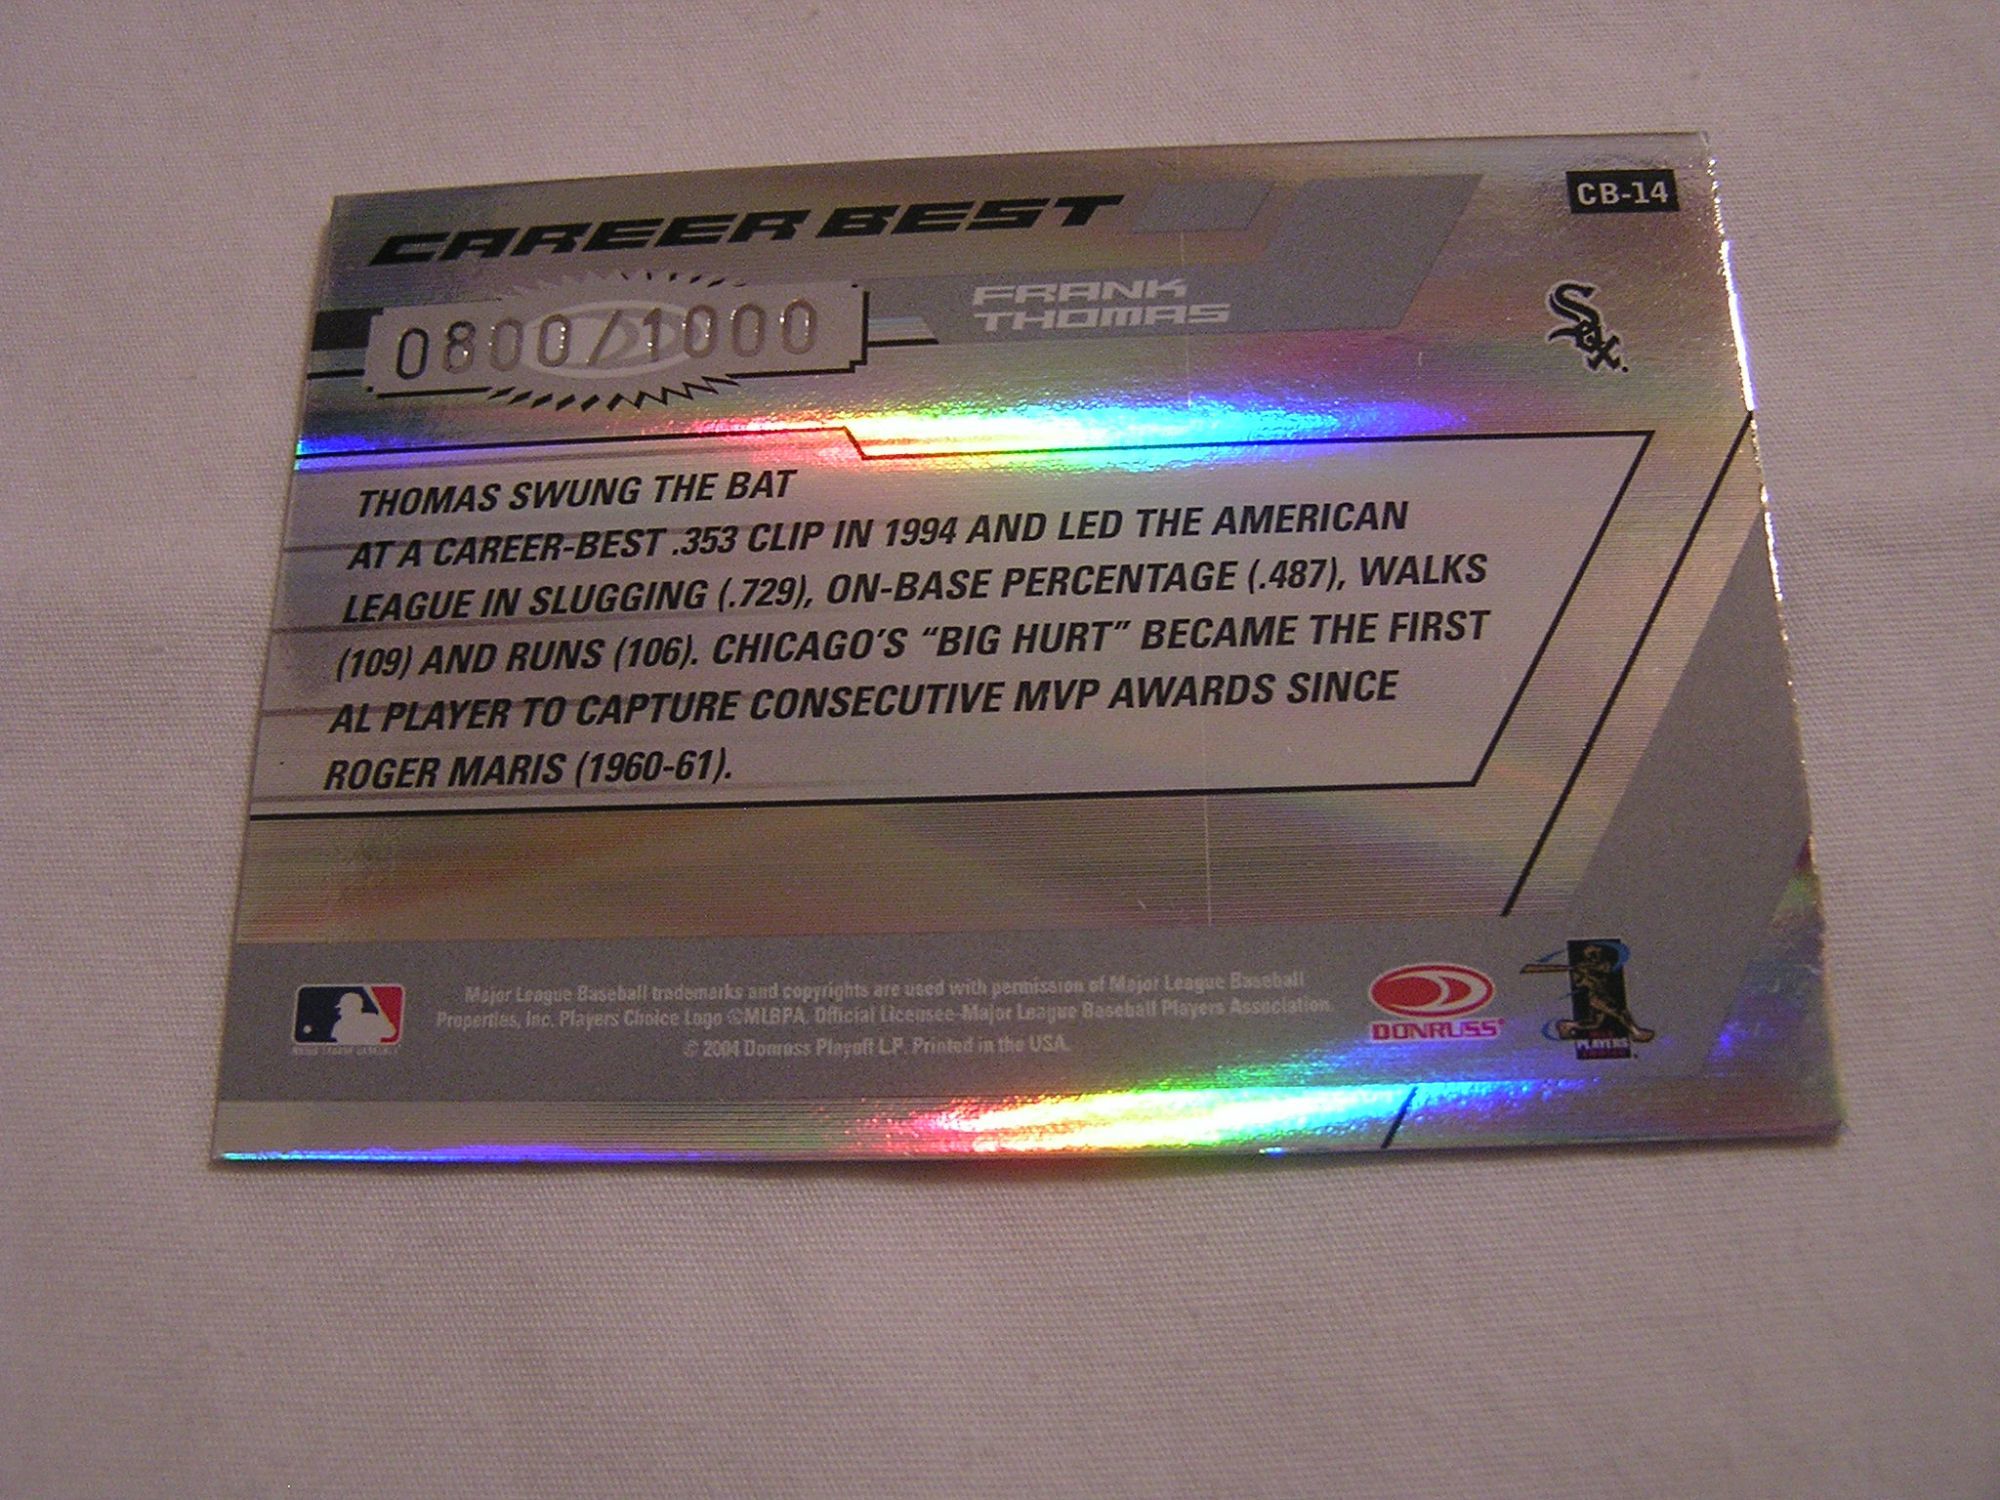 CAREER BEST
CB-14
0800/1000
FRANK
THOMAS
Sox
THOMAS SWUNG THE BAT
AT A CAREER-BEST .353 CLIP IN 1994 AND LED THE AMERICAN
LEAGUE IN SLUGGING (.729), ON-BASE PERCENTAGE (.487), WALKS
(109) AND RUNS (106). CHICAGO'S “BIG HURT” BECAME THE FIRST
AL PLAYER TO CAPTURE CONSECUTIVE MVP AWARDS SINCE
ROGER MARIS (1960-61).
Major League Baseball trademarks and copyrights are used with permission of Major League Baseball
Properties, Inc. Players Choice Logo ©MLBPA. Official Licensee-Major League Baseball Players Association.
© 2004 Donruss Playoff L.P. Printed in the USA.
DONRUSS®
PLAYERS